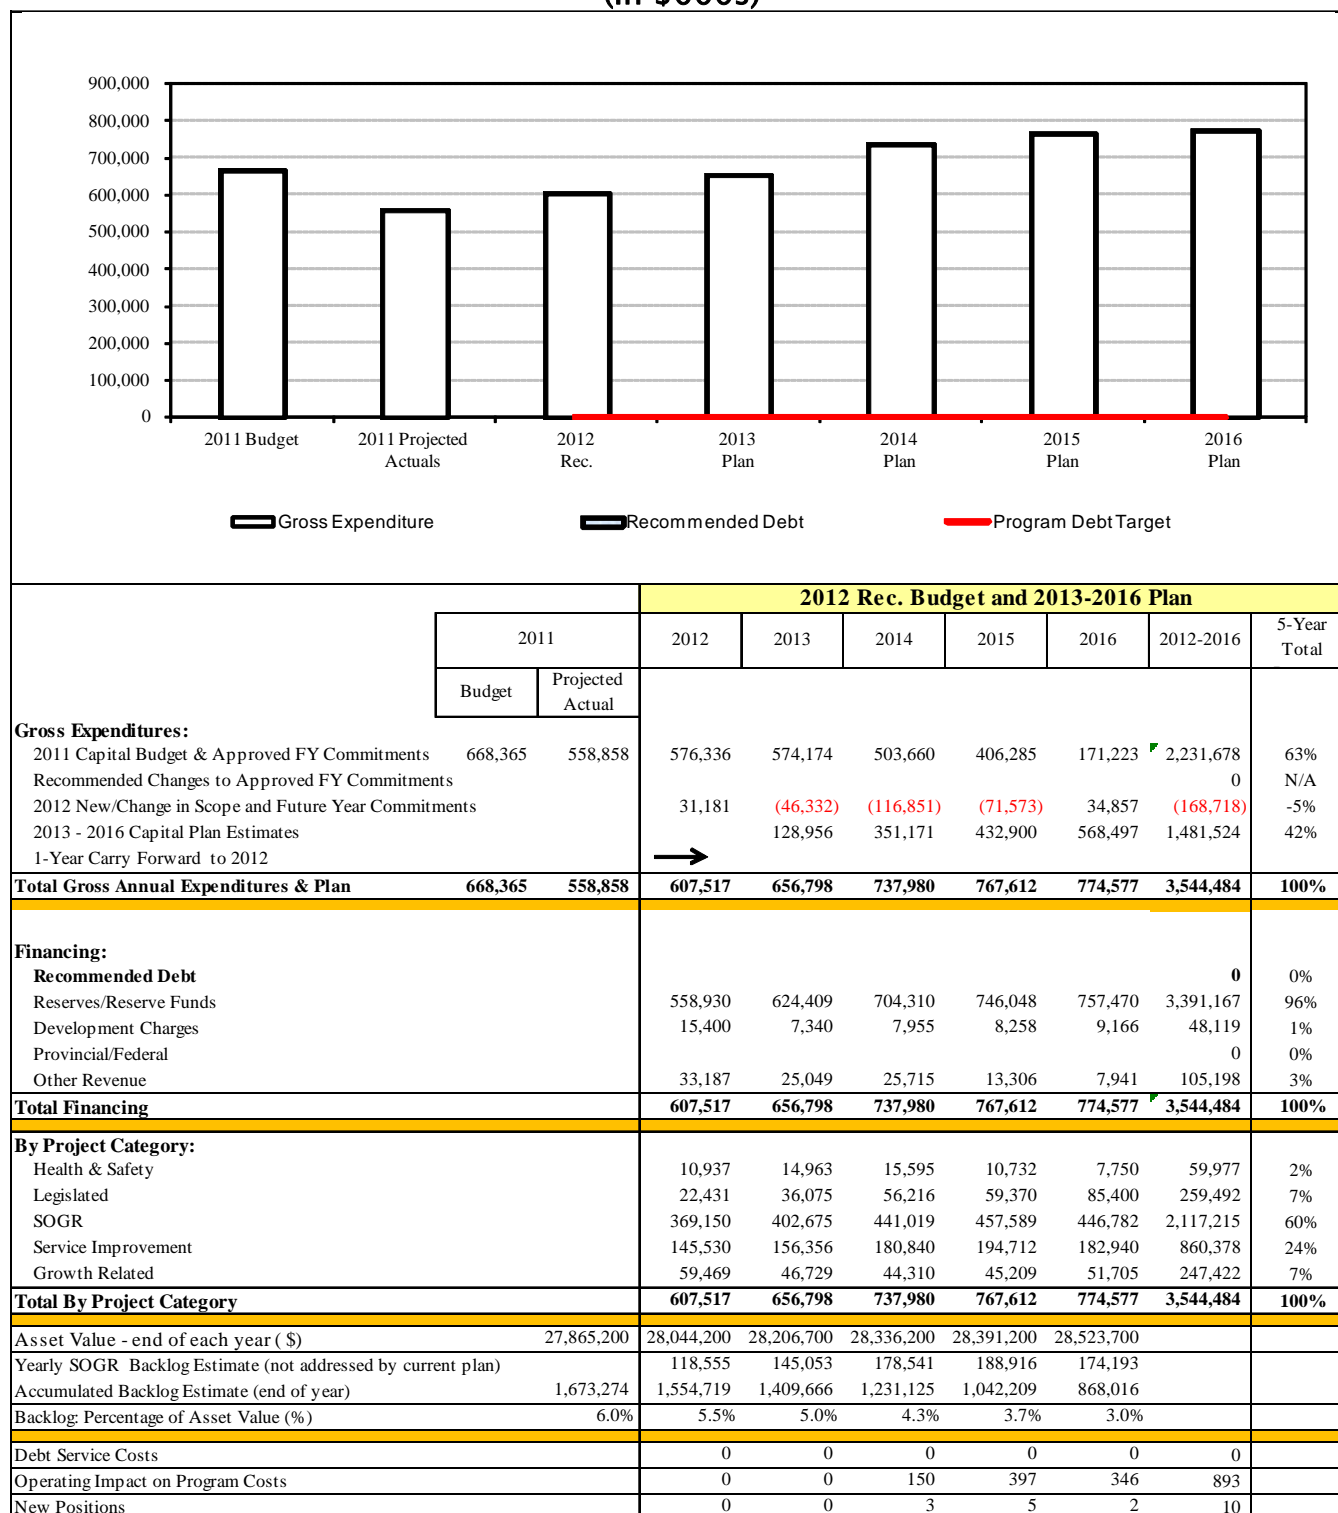 (In $000s)
900,000
800,000
700,000
600,000
500,000
400,000
300,000
200,000
100,000
0
2011 Budget 2011 Projected Actuals 2012 Rec. 2013 Plan 2014 Plan 2015 Plan 2016 Plan
Gross Expenditure Recommended Debt Program Debt Target
2012 Rec. Budget and 2013-2016 Plan
2011 2012 2013 2014 2015 2016 2012-2016 5-Year Total
Budget Projected Actual
Gross Expenditures:
2011 Capital Budget & Approved FY Commitments 668,365 558,858 576,336 574,174 503,660 406,285 171,223 2,231,678 63%
Recommended Changes to Approved FY Commitments 0 N/A
2012 New/Change in Scope and Future Year Commitments 31,181 (46,332) (116,851) (71,573) 34,857 (168,718) -5%
2013 - 2016 Capital Plan Estimates 128,956 351,171 432,900 568,497 1,481,524 42%
1-Year Carry Forward to 2012
Total Gross Annual Expenditures & Plan 668,365 558,858 607,517 656,798 737,980 767,612 774,577 3,544,484 100%
Financing:
Recommended Debt 0 0%
Reserves/Reserve Funds 558,930 624,409 704,310 746,048 757,470 3,391,167 96%
Development Charges 15,400 7,340 7,955 8,258 9,166 48,119 1%
Provincial/Federal 0 0%
Other Revenue 33,187 25,049 25,715 13,306 7,941 105,198 3%
Total Financing 607,517 656,798 737,980 767,612 774,577 3,544,484 100%
By Project Category:
Health & Safety 10,937 14,963 15,595 10,732 7,750 59,977 2%
Legislated 22,431 36,075 56,216 59,370 85,400 259,492 7%
SOGR 369,150 402,675 441,019 457,589 446,782 2,117,215 60%
Service Improvement 145,530 156,356 180,840 194,712 182,940 860,378 24%
Growth Related 59,469 46,729 44,310 45,209 51,705 247,422 7%
Total By Project Category 607,517 656,798 737,980 767,612 774,577 3,544,484 100%
Asset Value - end of each year ( $) 27,865,200 28,044,200 28,206,700 28,336,200 28,391,200 28,523,700
Yearly SOGR Backlog Estimate (not addressed by current plan) 118,555 145,053 178,541 188,916 174,193
Accumulated Backlog Estimate (end of year) 1,673,274 1,554,719 1,409,666 1,231,125 1,042,209 868,016
Backlog: Percentage of Asset Value (%) 6.0% 5.5% 5.0% 4.3% 3.7% 3.0%
Debt Service Costs 0 0 0 0 0 0
Operating Impact on Program Costs 0 0 150 397 346 893
New Positions 0 0 3 5 2 10